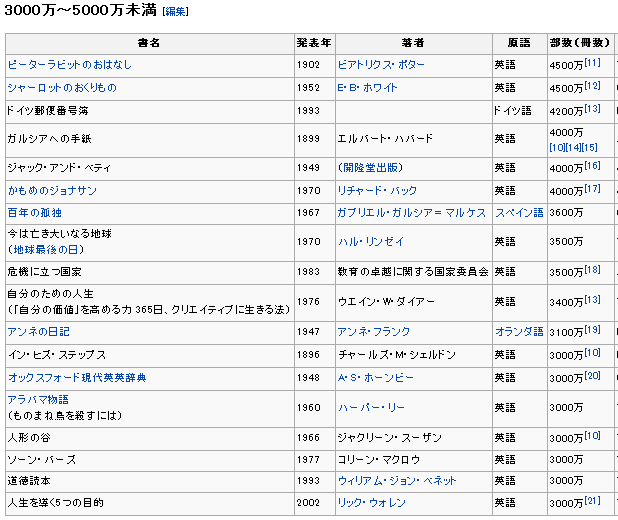 3000万～5000万未満 [編集]
書名 発表年 著者 原語 部数(冊数)
ピーターラビットのおはなし 1902 ビアトリクス・ポター 英語 4500万[11]
シャーロットのおくりもの 1952 E・B・ホワイト 英語 4500万[12]
ドイツ郵便番号簿 1993 ドイツ語 4200万[13]
ガルシアへの手紙 1899 エルバート・ハバード 英語 4000万
[10][14][15]
ジャック・アンド・ベティ 1949 (開隆堂出版) 英語 4000万[16]
かもめのジョナサン 1970 リチャード・バック 英語 4000万[17]
百年の孤独 1967 ガブリエル・ガルシア＝マルケス スペイン語 3600万
今は亡き大いなる地球
(地球最後の日) 1970 ハル・リンゼイ 英語 3500万
危機に立つ国家 1983 教育の卓越に関する国家委員会 英語 3500万[18]
自分のための人生
(「自分の価値」を高める力 365日、クリエイティブに生きる法) 1976 ウエイン・W・ダイアー 英語 3400万[13]
アンネの日記 1947 アンネ・フランク オランダ語 3100万[19]
イン・ヒズ・ステップス 1896 チャールズ・M・シェルドン 英語 3000万[10]
オックスフォード現代英英辞典 1948 A・S・ホーンビー 英語 3000万[20]
アラバマ物語
(ものまね鳥を殺すには) 1960 ハーパー・リー 英語 3000万
人形の谷 1966 ジャクリーン・スーザン 英語 3000万[10]
ソーン・バーズ 1977 コリーン・マクロウ 英語 3000万
道徳読本 1993 ウィリアム・ジョン・ベネット 英語 3000万
人生を導く5つの目的 2002 リック・ウォレン 英語 3000万[21]